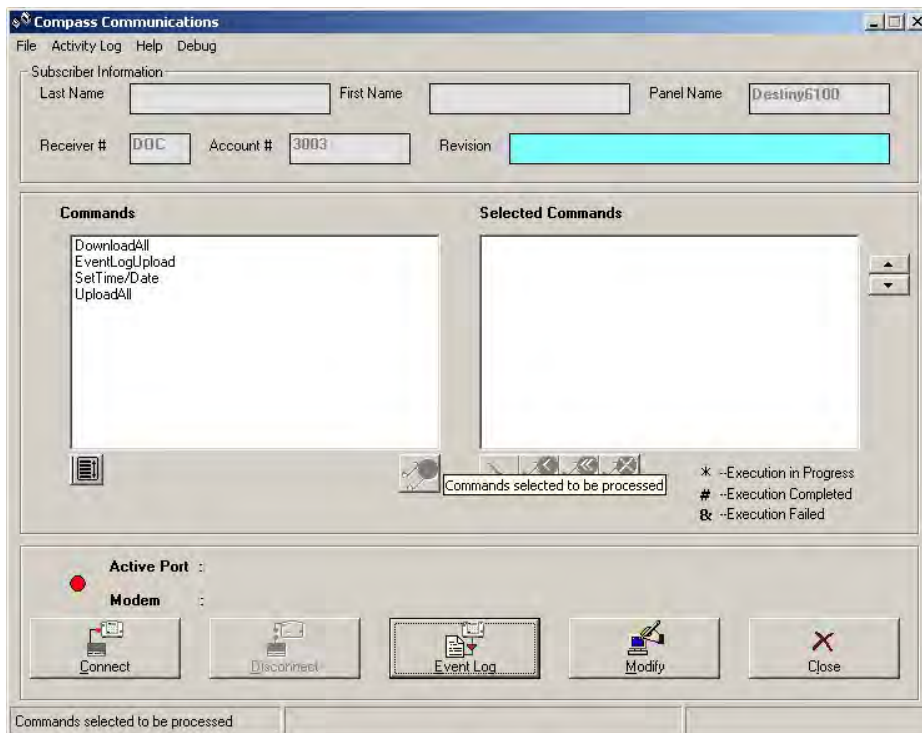 Compass Communications
File Activity Log Help Debug
Subscriber Information
Last Name First Name Panel Name Destiny6100
Receiver # DOC Account # 3003 Revision
Commands Selected Commands
DownloadAll
EventLogUpload
SetTime/Date
UploadAll
Commands selected to be processed
* --Execution in Progress
# --Execution Completed
& --Execution Failed
Active Port :
Modem :
Connect Disconnect Event Log Modify Close
Commands selected to be processed